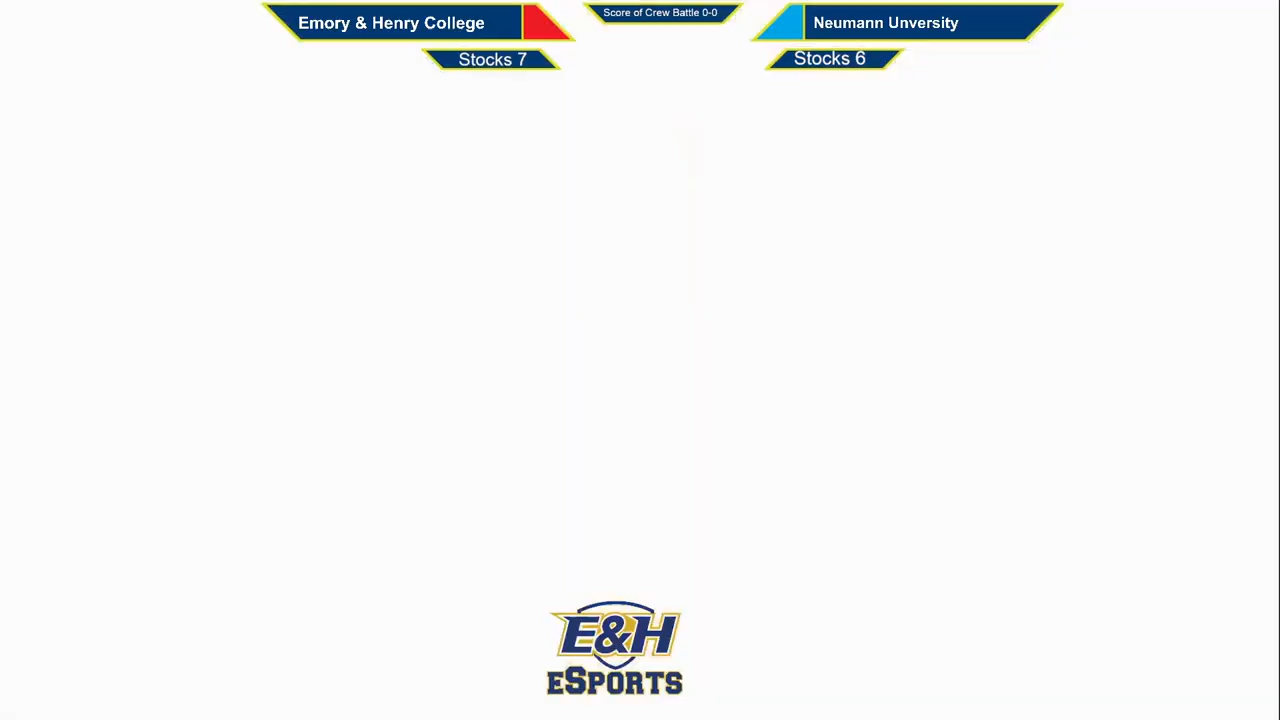 Emory & Henry College
Score of Crew Battle 0-0
Neumann Unversity
Stocks 7
Stocks 6
E&H
ESPORTS